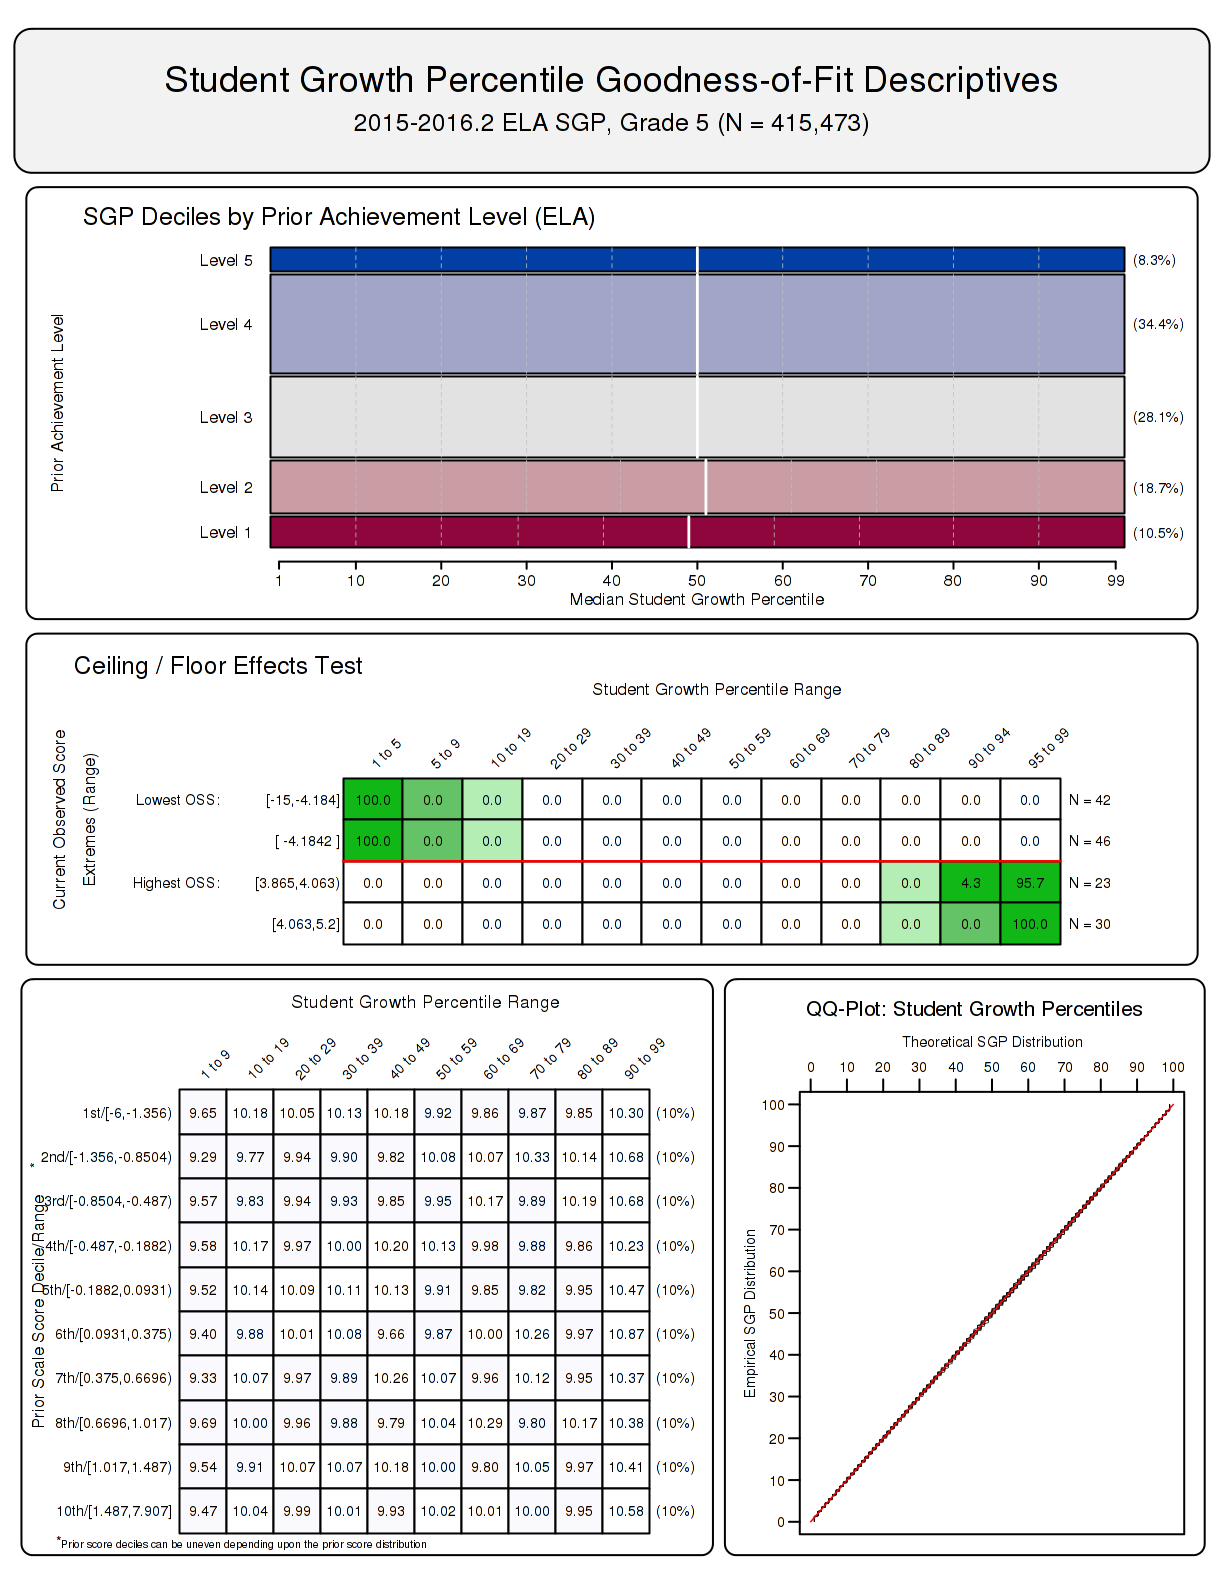 Student Growth Percentile Goodness-of-Fit Descriptives
2015-2016.2 ELA SGP, Grade 5 (N = 415,473)
SGP Deciles by Prior Achievement Level (ELA)
Prior Achievement Level
Level 5 (8.3%)
Level 4 (34.4%)
Level 3 (28.1%)
Level 2 (18.7%)
Level 1 (10.5%)
1 10 20 30 40 50 60 70 80 90 99
Median Student Growth Percentile
Ceiling / Floor Effects Test
Student Growth Percentile Range
Current Observed Score
Extremes (Range)
1 to 5 5 to 9 10 to 19 20 to 29 30 to 39 40 to 49 50 to 59 60 to 69 70 to 79 80 to 89 90 to 94 95 to 99
Lowest OSS: [-15,-4.184] 100.0 0.0 0.0 0.0 0.0 0.0 0.0 0.0 0.0 0.0 0.0 0.0 N = 42
[ -4.1842 ] 100.0 0.0 0.0 0.0 0.0 0.0 0.0 0.0 0.0 0.0 0.0 0.0 N = 46
Highest OSS: [3.865,4.063) 0.0 0.0 0.0 0.0 0.0 0.0 0.0 0.0 0.0 0.0 4.3 95.7 N = 23
[4.063,5.2] 0.0 0.0 0.0 0.0 0.0 0.0 0.0 0.0 0.0 0.0 0.0 100.0 N = 30
Student Growth Percentile Range
Prior Scale Score Decile/Range *
1 to 9 10 to 19 20 to 29 30 to 39 40 to 49 50 to 59 60 to 69 70 to 79 80 to 89 90 to 99
1st/[-6,-1.356) 9.65 10.18 10.05 10.13 10.18 9.92 9.86 9.87 9.85 10.30 (10%)
2nd/[-1.356,-0.8504) 9.29 9.77 9.94 9.90 9.82 10.08 10.07 10.33 10.14 10.68 (10%)
3rd/[-0.8504,-0.487) 9.57 9.83 9.94 9.93 9.85 9.95 10.17 9.89 10.19 10.68 (10%)
4th/[-0.487,-0.1882) 9.58 10.17 9.97 10.00 10.20 10.13 9.98 9.88 9.86 10.23 (10%)
5th/[-0.1882,0.0931) 9.52 10.14 10.09 10.11 10.13 9.91 9.85 9.82 9.95 10.47 (10%)
6th/[0.0931,0.375) 9.40 9.88 10.01 10.08 9.66 9.87 10.00 10.26 9.97 10.87 (10%)
7th/[0.375,0.6696) 9.33 10.07 9.97 9.89 10.26 10.07 9.96 10.12 9.95 10.37 (10%)
8th/[0.6696,1.017) 9.69 10.00 9.96 9.88 9.79 10.04 10.29 9.80 10.17 10.38 (10%)
9th/[1.017,1.487) 9.54 9.91 10.07 10.07 10.18 10.00 9.80 10.05 9.97 10.41 (10%)
10th/[1.487,7.907] 9.47 10.04 9.99 10.01 9.93 10.02 10.01 10.00 9.95 10.58 (10%)
*Prior score deciles can be uneven depending upon the prior score distribution
QQ-Plot: Student Growth Percentiles
Theoretical SGP Distribution
0 10 20 30 40 50 60 70 80 90 100
Empirical SGP Distribution
100
90
80
70
60
50
40
30
20
10
0